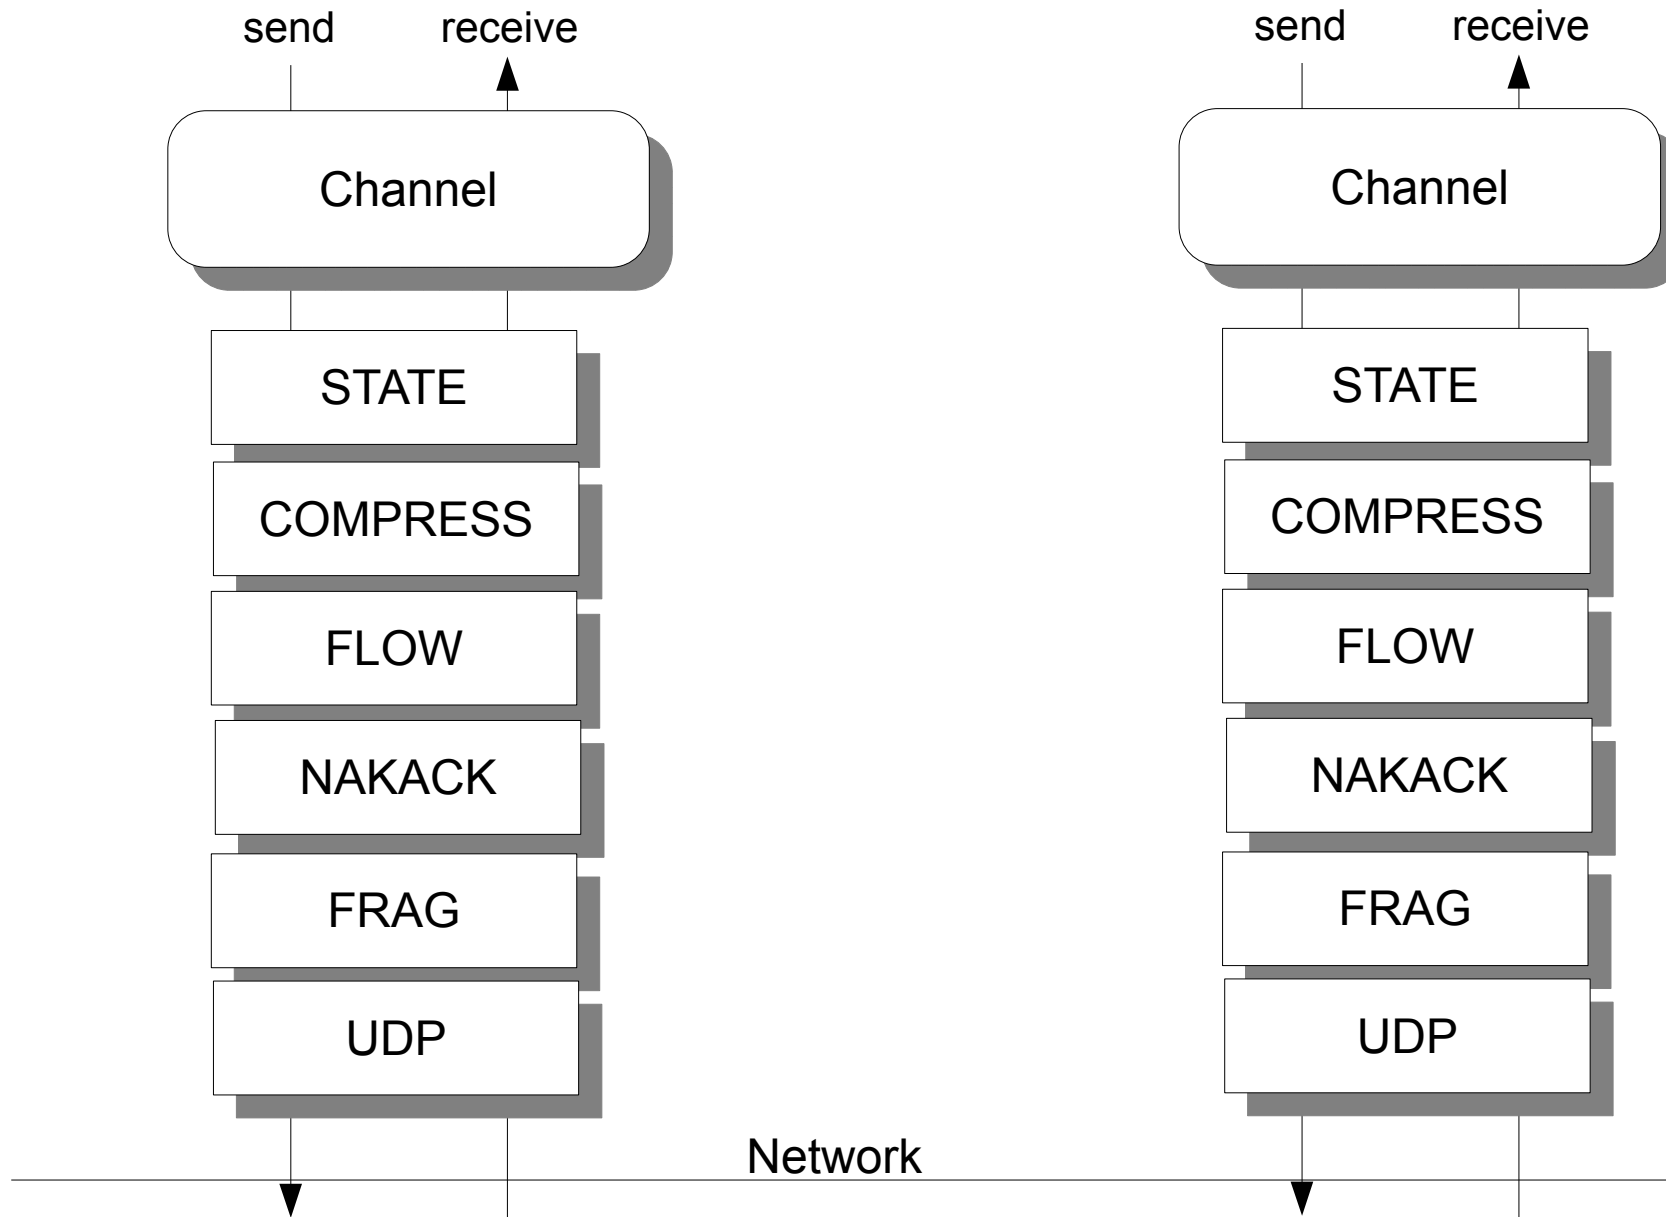 send receive
Channel
STATE
COMPRESS
FLOW
NAKACK
FRAG
UDP
send receive
Channel
STATE
COMPRESS
FLOW
NAKACK
FRAG
UDP
Network